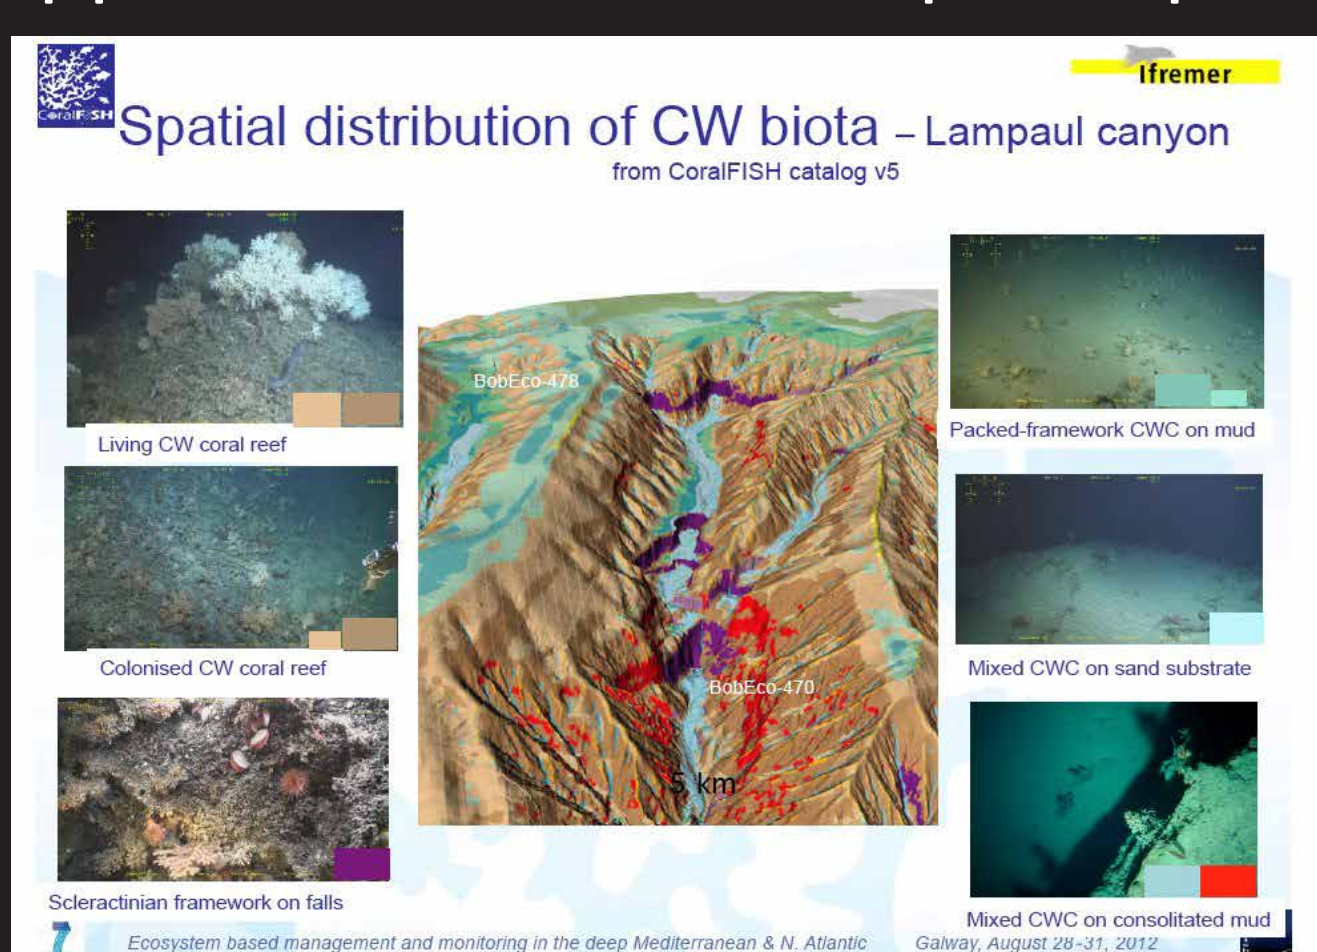 CoralFISH
Ifremer
Spatial distribution of CW biota – Lampaul canyon
from CoralFISH catalog v5
Living CW coral reef
Colonised CW coral reef
Scleractinian framework on falls
BobEco-478
BobEco-470
5 km
Packed-framework CWC on mud
Mixed CWC on sand substrate
Mixed CWC on consolitated mud
Ecosystem based management and monitoring in the deep Mediterranean & N. Atlantic
Galway, August 28-31, 2012